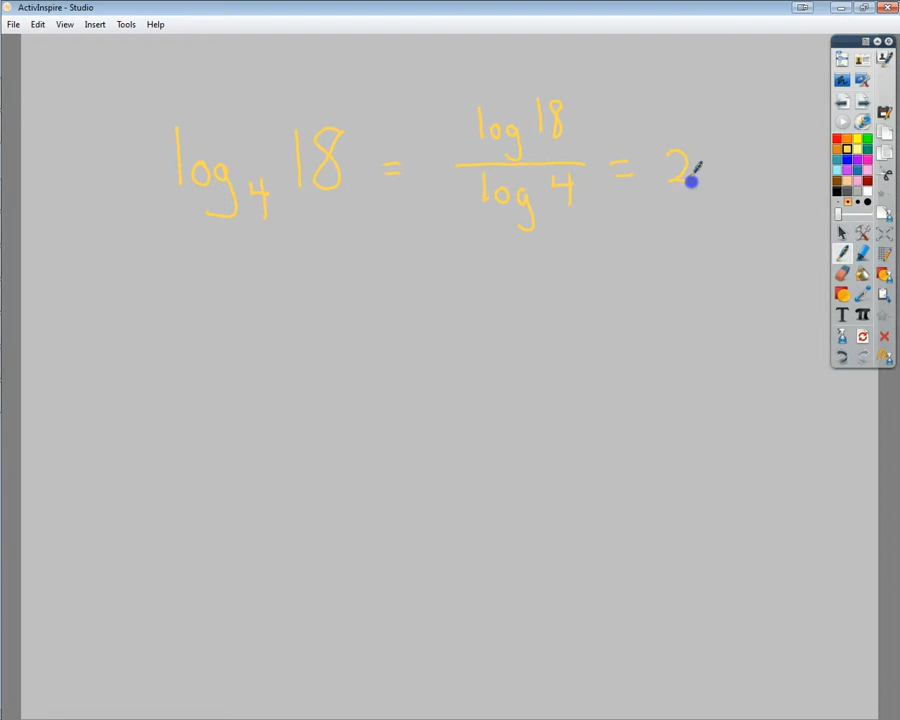 ActivInspire - Studio
File Edit View Insert Tools Help
log₄ 18 = log 18 / log 4 = 2